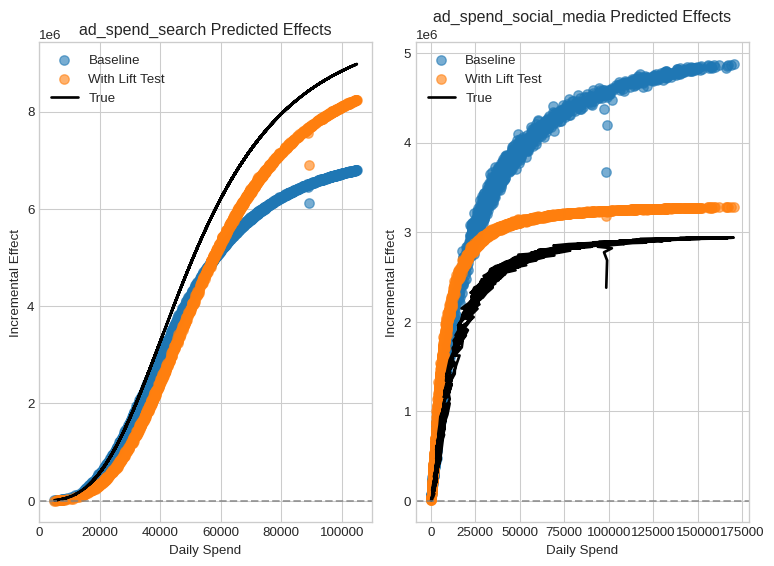 ad_spend_search Predicted Effects
1e6
Baseline
With Lift Test
True
8
6
4
2
0
0 20000 40000 60000 80000 100000
Daily Spend
Incremental Effect
ad_spend_social_media Predicted Effects
1e6
Baseline
With Lift Test
True
5
4
3
2
1
0
0 25000 50000 75000 100000 125000 150000 175000
Daily Spend
Incremental Effect